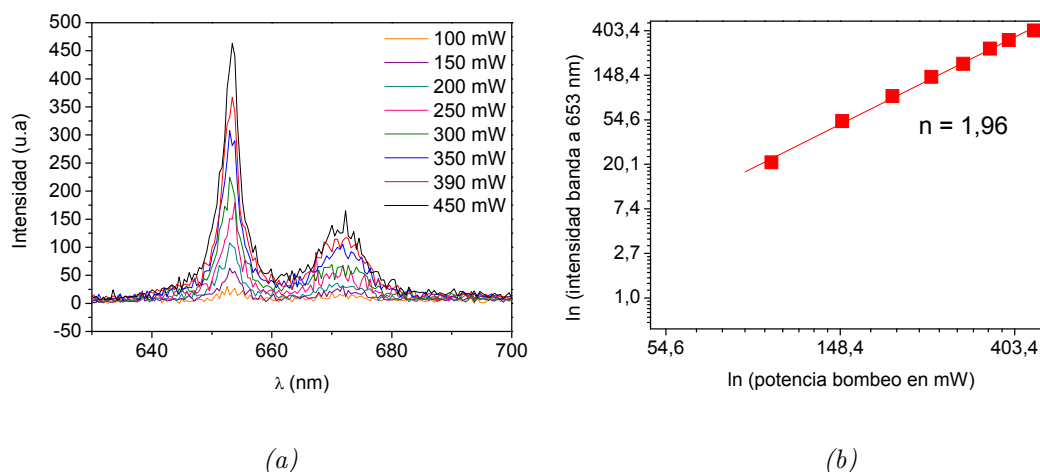 500
450
400
350
300
250
200
150
100
50
0
-50
Intensidad (u.a)
100 mW
150 mW
200 mW
250 mW
300 mW
350 mW
390 mW
450 mW
640 660 680 700
λ (nm)
(a)
403,4
148,4
54,6
20,1
7,4
2,7
1,0
ln (intensidad banda a 653 nm)
n = 1,96
54,6 148,4 403,4
ln (potencia bombeo en mW)
(b)